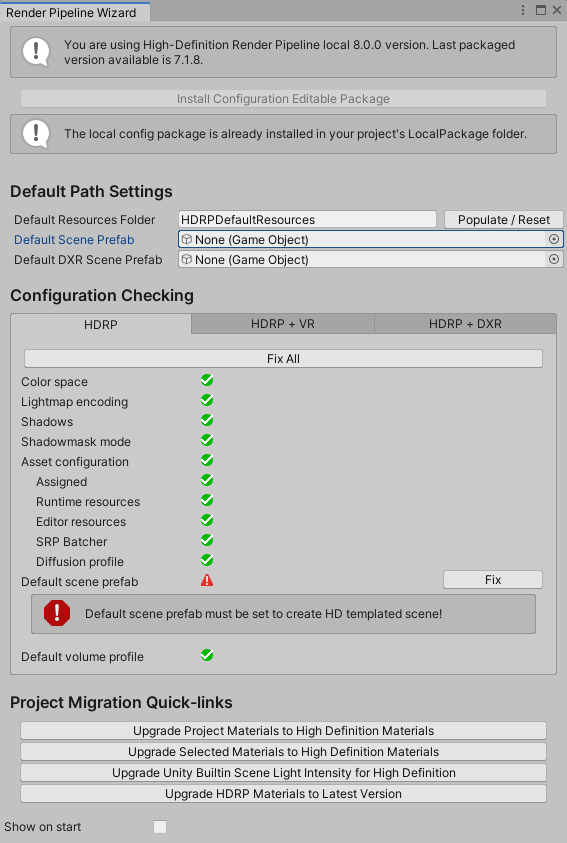 Render Pipeline Wizard
You are using High-Definition Render Pipeline local 8.0.0 version. Last packaged
version available is 7.1.8.
Install Configuration Editable Package
The local config package is already installed in your project's LocalPackage folder.
Default Path Settings
Default Resources Folder HDRPDefaultResources Populate / Reset
Default Scene Prefab None (Game Object)
Default DXR Scene Prefab None (Game Object)
Configuration Checking
HDRP HDRP + VR HDRP + DXR
Fix All
Color space
Lightmap encoding
Shadows
Shadowmask mode
Asset configuration
Assigned
Runtime resources
Editor resources
SRP Batcher
Diffusion profile
Default scene prefab Fix
Default scene prefab must be set to create HD templated scene!
Default volume profile
Project Migration Quick-links
Upgrade Project Materials to High Definition Materials
Upgrade Selected Materials to High Definition Materials
Upgrade Unity Builtin Scene Light Intensity for High Definition
Upgrade HDRP Materials to Latest Version
Show on start